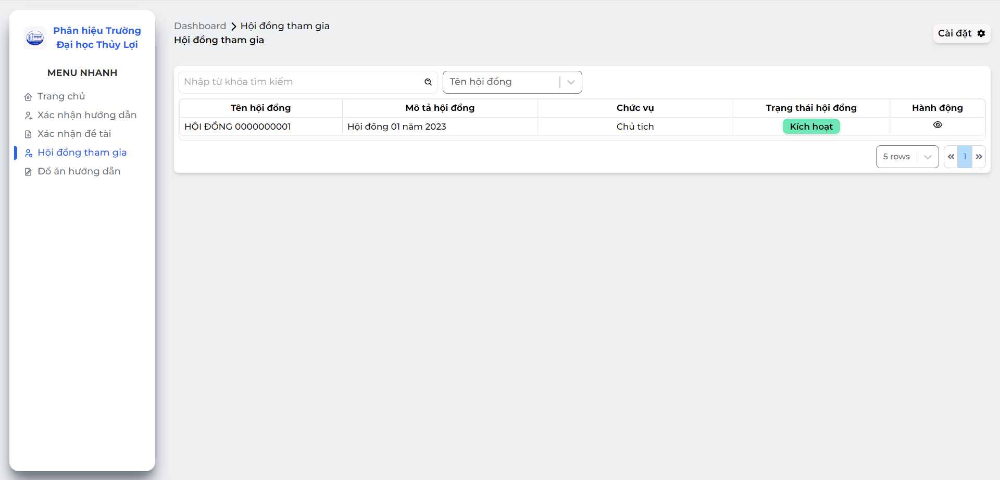 Phân hiệu Trường
Đại học Thủy Lợi
MENU NHANH
Trang chủ
Xác nhận hướng dẫn
Xác nhận đề tài
Hội đồng tham gia
Đồ án hướng dẫn
Dashboard Hội đồng tham gia
Hội đồng tham gia
Cài đặt
Nhập từ khóa tìm kiếm Tên hội đồng
Tên hội đồng Mô tả hội đồng Chức vụ Trạng thái hội đồng Hành động
HỘI ĐỒNG 0000000001 Hội đồng 01 năm 2023 Chủ tịch Kích hoạt
5 rows « 1 »